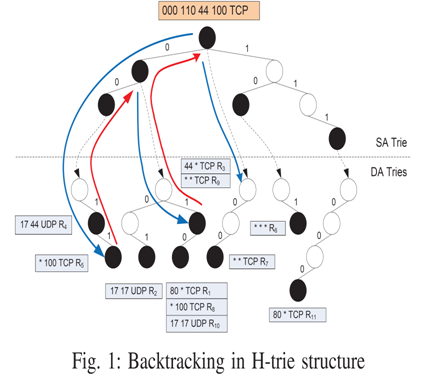 000 110 44 100 TCP
0 1
0 0 1
1
SA Trie
DA Tries
44 * TCP R3
* * TCP R9
1 0 1 0 1 0
17 44 UDP R4
* * * R6
1 1 0 0 0
* 100 TCP R5
* * TCP R7
0
17 17 UDP R2
80 * TCP R1
* 100 TCP R8
17 17 UDP R10
80 * TCP R11
Fig. 1: Backtracking in H-trie structure